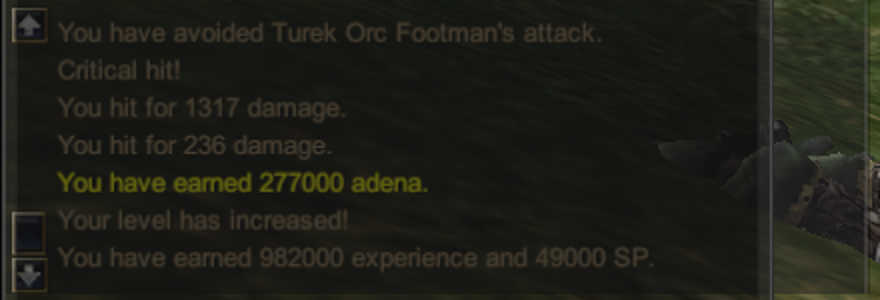 You have avoided Turek Orc Footman's attack.
Critical hit!
You hit for 1317 damage.
You hit for 236 damage.
You have earned 277000 adena.
Your level has increased!
You have earned 982000 experience and 49000 SP.